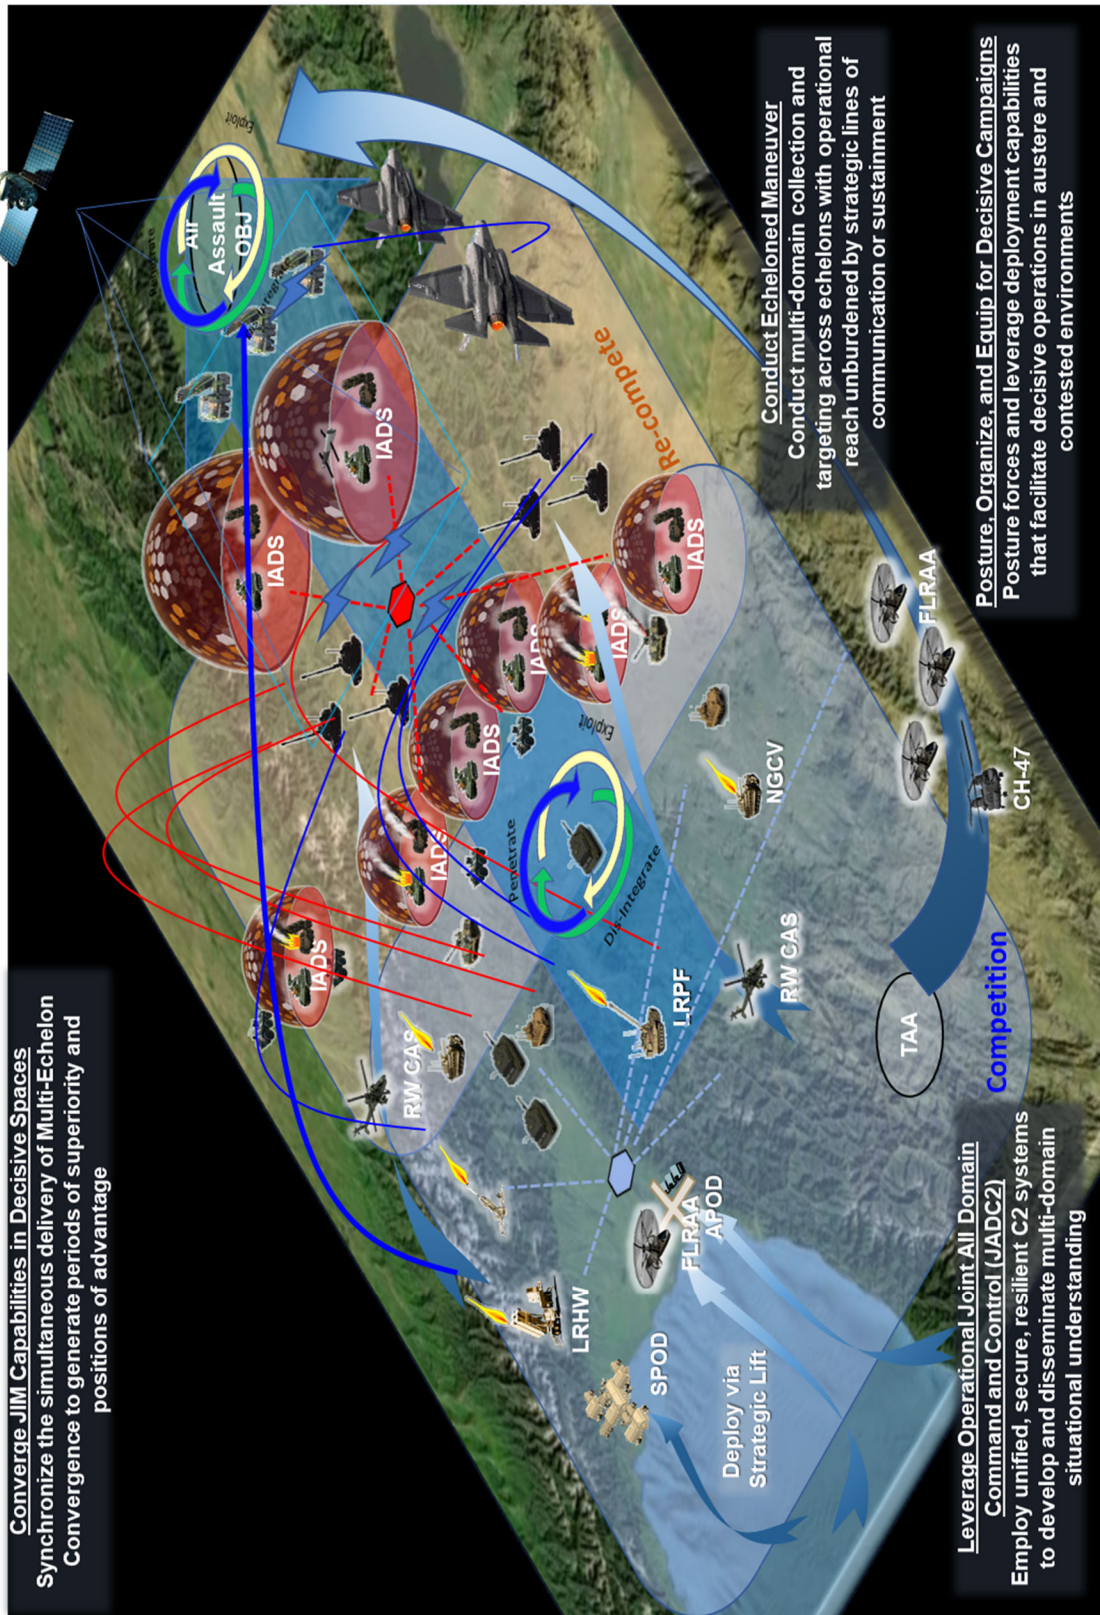 Converge JIM Capabilities in Decisive Spaces
Synchronize the simultaneous delivery of Multi-Echelon
Convergence to generate periods of superiority and
positions of advantage
Exploit
Penetrate
Air
Assault
OBJ
IADS
IADS
IADS
IADS
IADS
IADS
IADS
IADS
Re-compete
Exploit
Penetrate
Dis-Integrate
RW CAS
LRPF
NGCV
RW CAS
LRHW
FLRAA
APOD
SPOD
Deploy via
Strategic Lift
TAA
Competition
CH-47
FLRAA
Conduct Echeloned Maneuver
Conduct multi-domain collection and
targeting across echelons with operational
reach unburdened by strategic lines of
communication or sustainment
Leverage Operational Joint All Domain
Command and Control (JADC2)
Employ unified, secure, resilient C2 systems
to develop and disseminate multi-domain
situational understanding
Posture, Organize, and Equip for Decisive Campaigns
Posture forces and leverage deployment capabilities
that facilitate decisive operations in austere and
contested environments